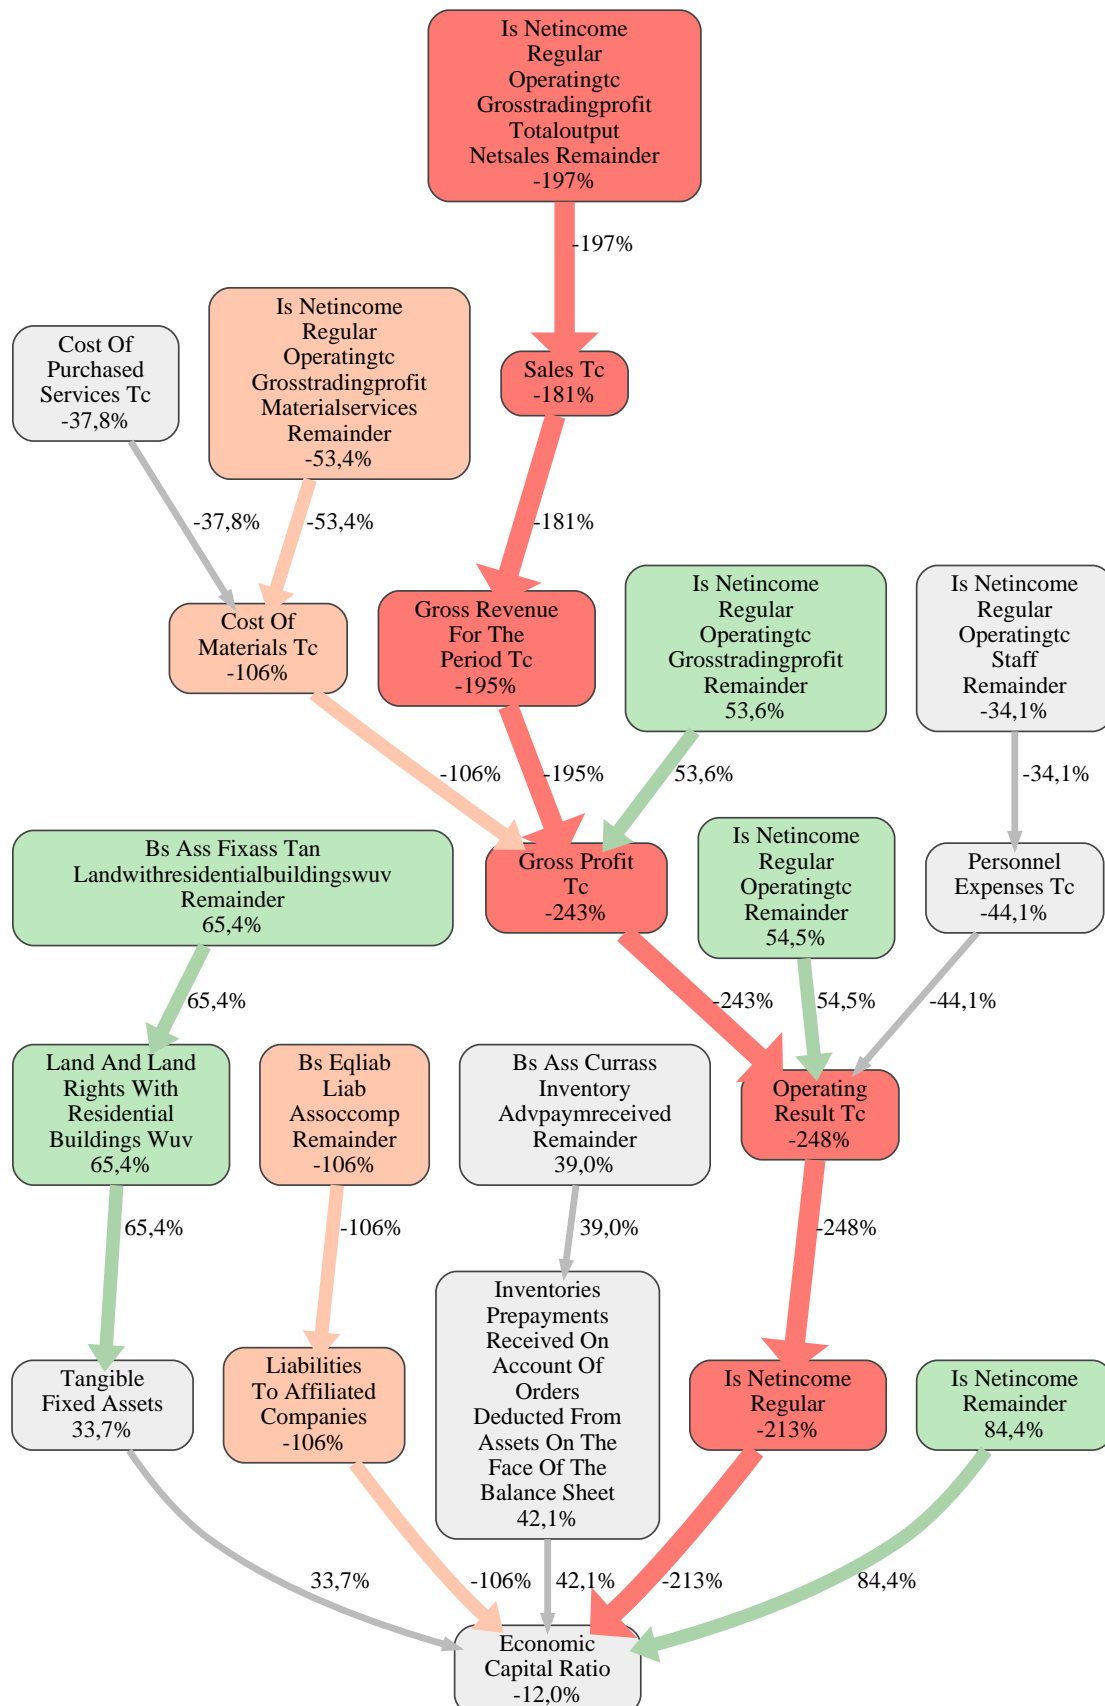 Is Netincome
Regular
Operatingtc
Grosstradingprofit
Totaloutput
Netsales Remainder
-197%
-197%
Cost Of
Purchased
Services Tc
-37,8%
Is Netincome
Regular
Operatingtc
Grosstradingprofit
Materialservices
Remainder
-53,4%
Sales Tc
-181%
-37,8%
-53,4%
-181%
Cost Of
Materials Tc
-106%
Gross Revenue
For The
Period Tc
-195%
Is Netincome
Regular
Operatingtc
Grosstradingprofit
Remainder
53,6%
Is Netincome
Regular
Operatingtc
Staff
Remainder
-34,1%
-106%
-195%
53,6%
-34,1%
Bs Ass Fixass Tan
Landwithresidentialbuildingswuv
Remainder
65,4%
Gross Profit
Tc
-243%
Is Netincome
Regular
Operatingtc
Remainder
54,5%
Personnel
Expenses Tc
-44,1%
65,4%
-243%
54,5%
-44,1%
Land And Land
Rights With
Residential
Buildings Wuv
65,4%
Bs Eqliab
Liab
Assoccomp
Remainder
-106%
Bs Ass Currass
Inventory
Advpaymreceived
Remainder
39,0%
Operating
Result Tc
-248%
65,4%
-106%
39,0%
-248%
Tangible
Fixed Assets
33,7%
Liabilities
To Affiliated
Companies
-106%
Inventories
Prepayments
Received On
Account Of
Orders
Deducted From
Assets On The
Face Of The
Balance Sheet
42,1%
Is Netincome
Regular
-213%
Is Netincome
Remainder
84,4%
33,7%
-106%
42,1%
-213%
84,4%
Economic
Capital Ratio
-12,0%